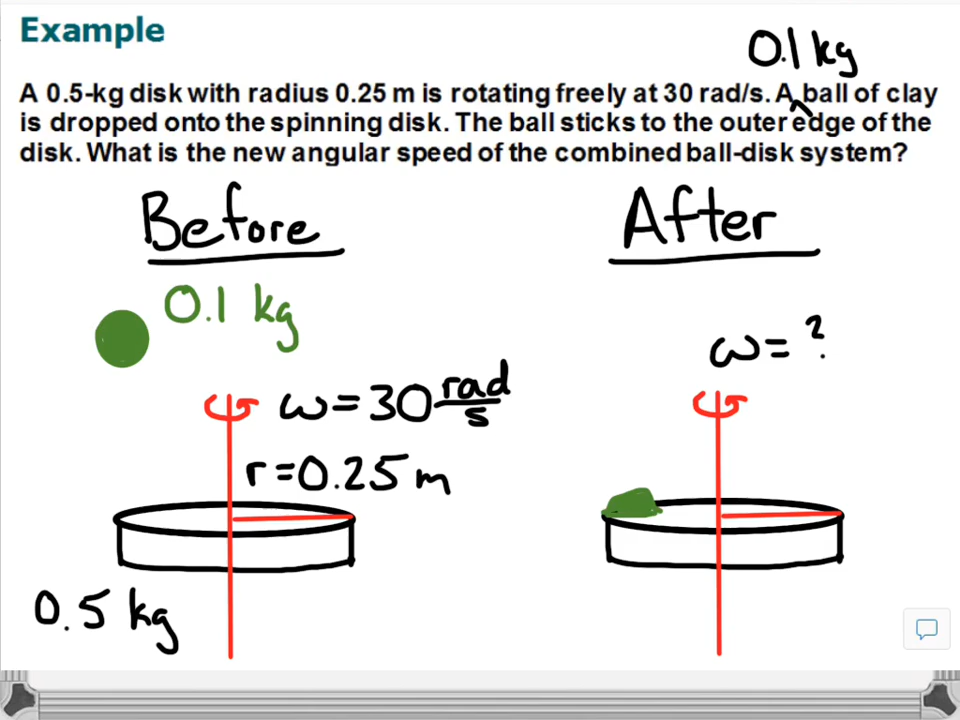 Example
0.1 kg
A 0.5-kg disk with radius 0.25 m is rotating freely at 30 rad/s. A ball of clay
is dropped onto the spinning disk. The ball sticks to the outer edge of the
disk. What is the new angular speed of the combined ball-disk system?
Before
After
0.1 kg
ω = 30 rad/s
r = 0.25 m
0.5 kg
ω = ?